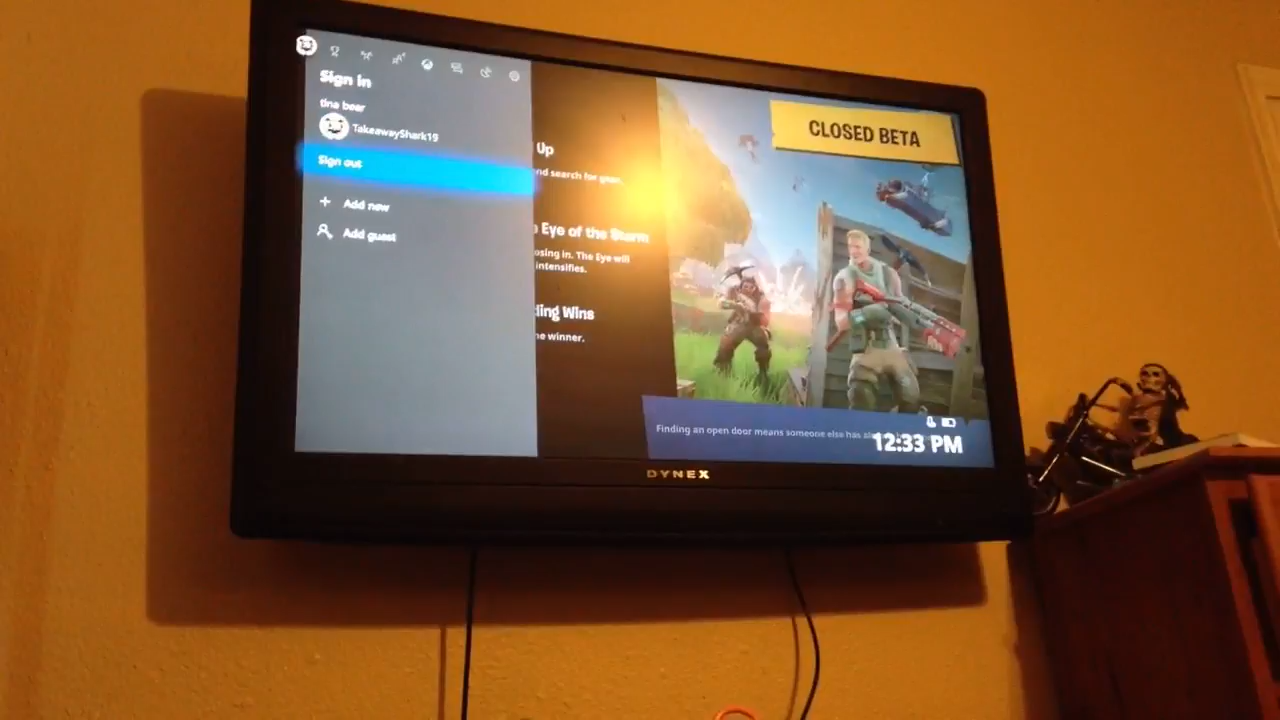 Sign in
tina bear
TakeawayShark19
Sign out
+ Add new
Add guest
Up
nd search for gear.
Eye of the Storm
osing in. The Eye will
intensifies.
ding Wins
he winner.
CLOSED BETA
Finding an open door means someone else has
12:33 PM
DYNEX